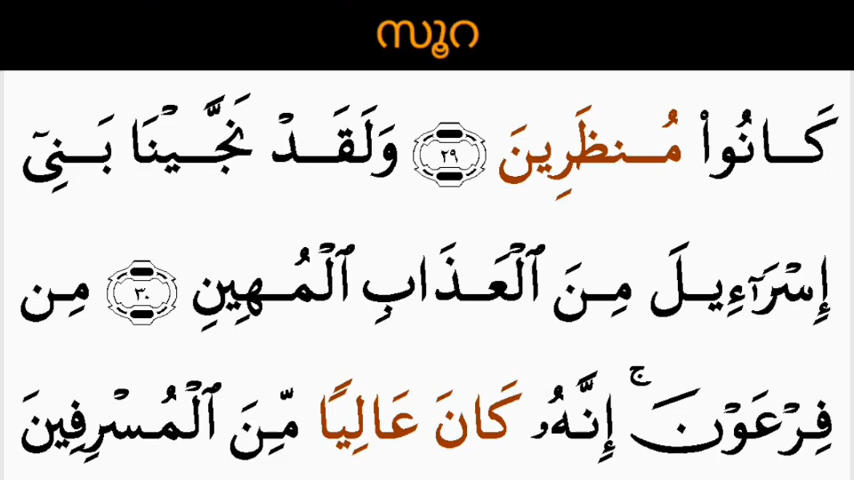 സൂറ
كَانُوا۟ مُنظَرِينَ ٢٩ وَلَقَدْ نَجَّيْنَا بَنِىٓ
إِسْرَٰٓءِيلَ مِنَ ٱلْعَذَابِ ٱلْمُهِينِ ٣٠ مِن
فِرْعَوْنَ ۚ إِنَّهُۥ كَانَ عَالِيًا مِّنَ ٱلْمُسْرِفِينَ